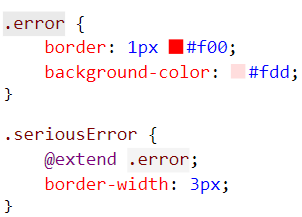 .error {
    border: 1px #f00;
    background-color: #fdd;
}
.seriousError {
    @extend .error;
    border-width: 3px;
}